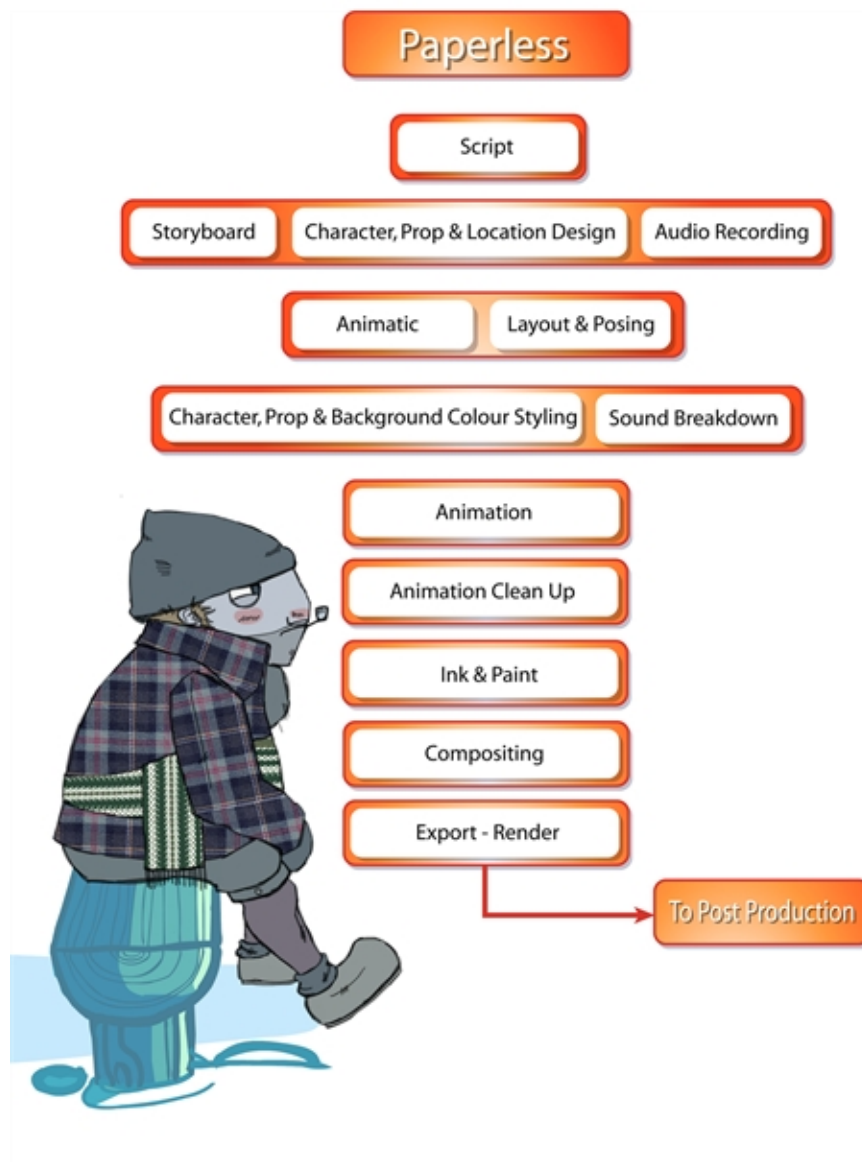 Paperless
Script
Storyboard
Character, Prop & Location Design
Audio Recording
Animatic
Layout & Posing
Character, Prop & Background Colour Styling
Sound Breakdown
Animation
Animation Clean Up
Ink & Paint
Compositing
Export - Render
To Post Production